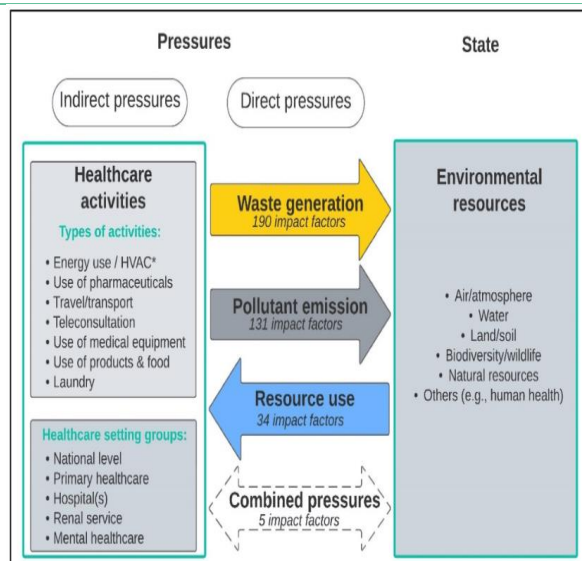 Pressures
State
Indirect pressures
Direct pressures
Healthcare
activities
Types of activities:
• Energy use / HVAC*
• Use of pharmaceuticals
• Travel/transport
• Teleconsultation
• Use of medical equipment
• Use of products & food
• Laundry
Healthcare setting groups:
• National level
• Primary healthcare
• Hospital(s)
• Renal service
• Mental healthcare
Waste generation
190 impact factors
Pollutant emission
131 impact factors
Resource use
34 impact factors
Combined pressures
5 impact factors
Environmental
resources
• Air/atmosphere
• Water
• Land/soil
• Biodiversity/wildlife
• Natural resources
• Others (e.g., human health)